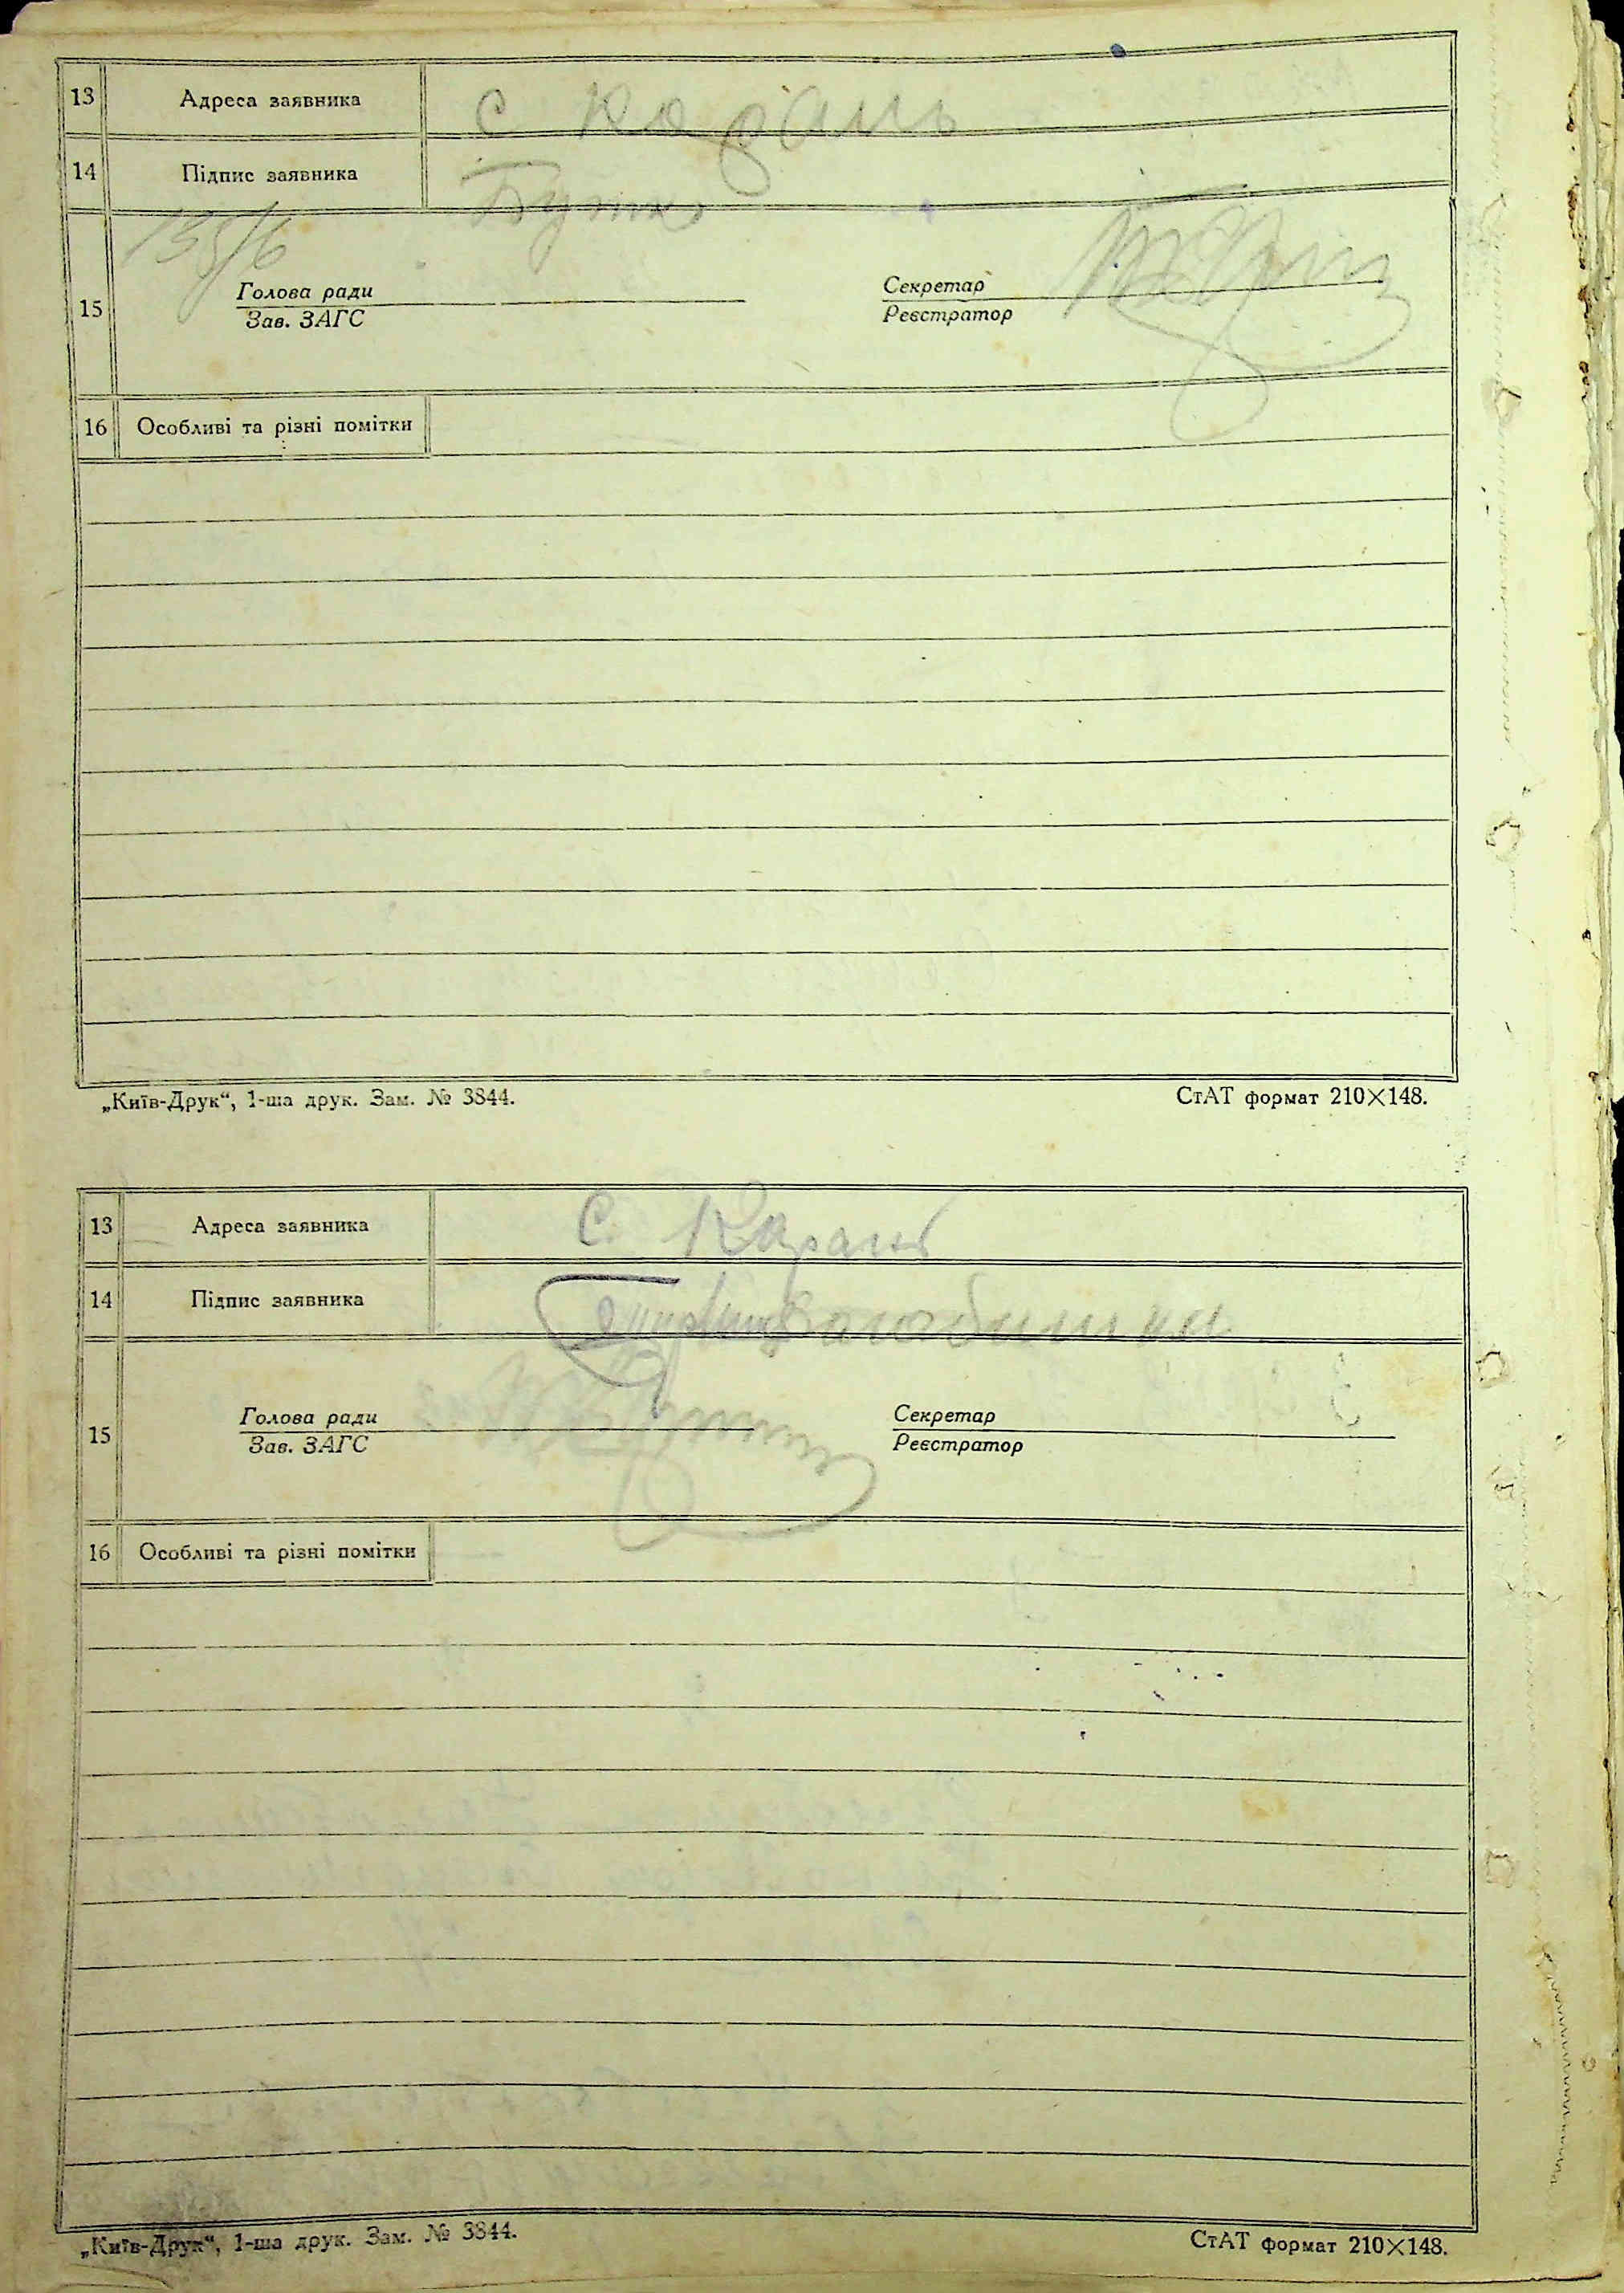 13 Адреса заявника с Карань
14 Підпис заявника Бутко
135/6
15 Голова ради Секретар
Зав. ЗАГС Реєстратор
16 Особливі та різні помітки
„Київ-Друк“, 1-ша друк. Зам. № 3844. СтАТ формат 210×148.
13 Адреса заявника С. Карань
14 Підпис заявника
15 Голова ради Секретар
Зав. ЗАГС Реєстратор
16 Особливі та різні помітки
„Київ-Друк“, 1-ша друк. Зам. № 3844. СтАТ формат 210×148.